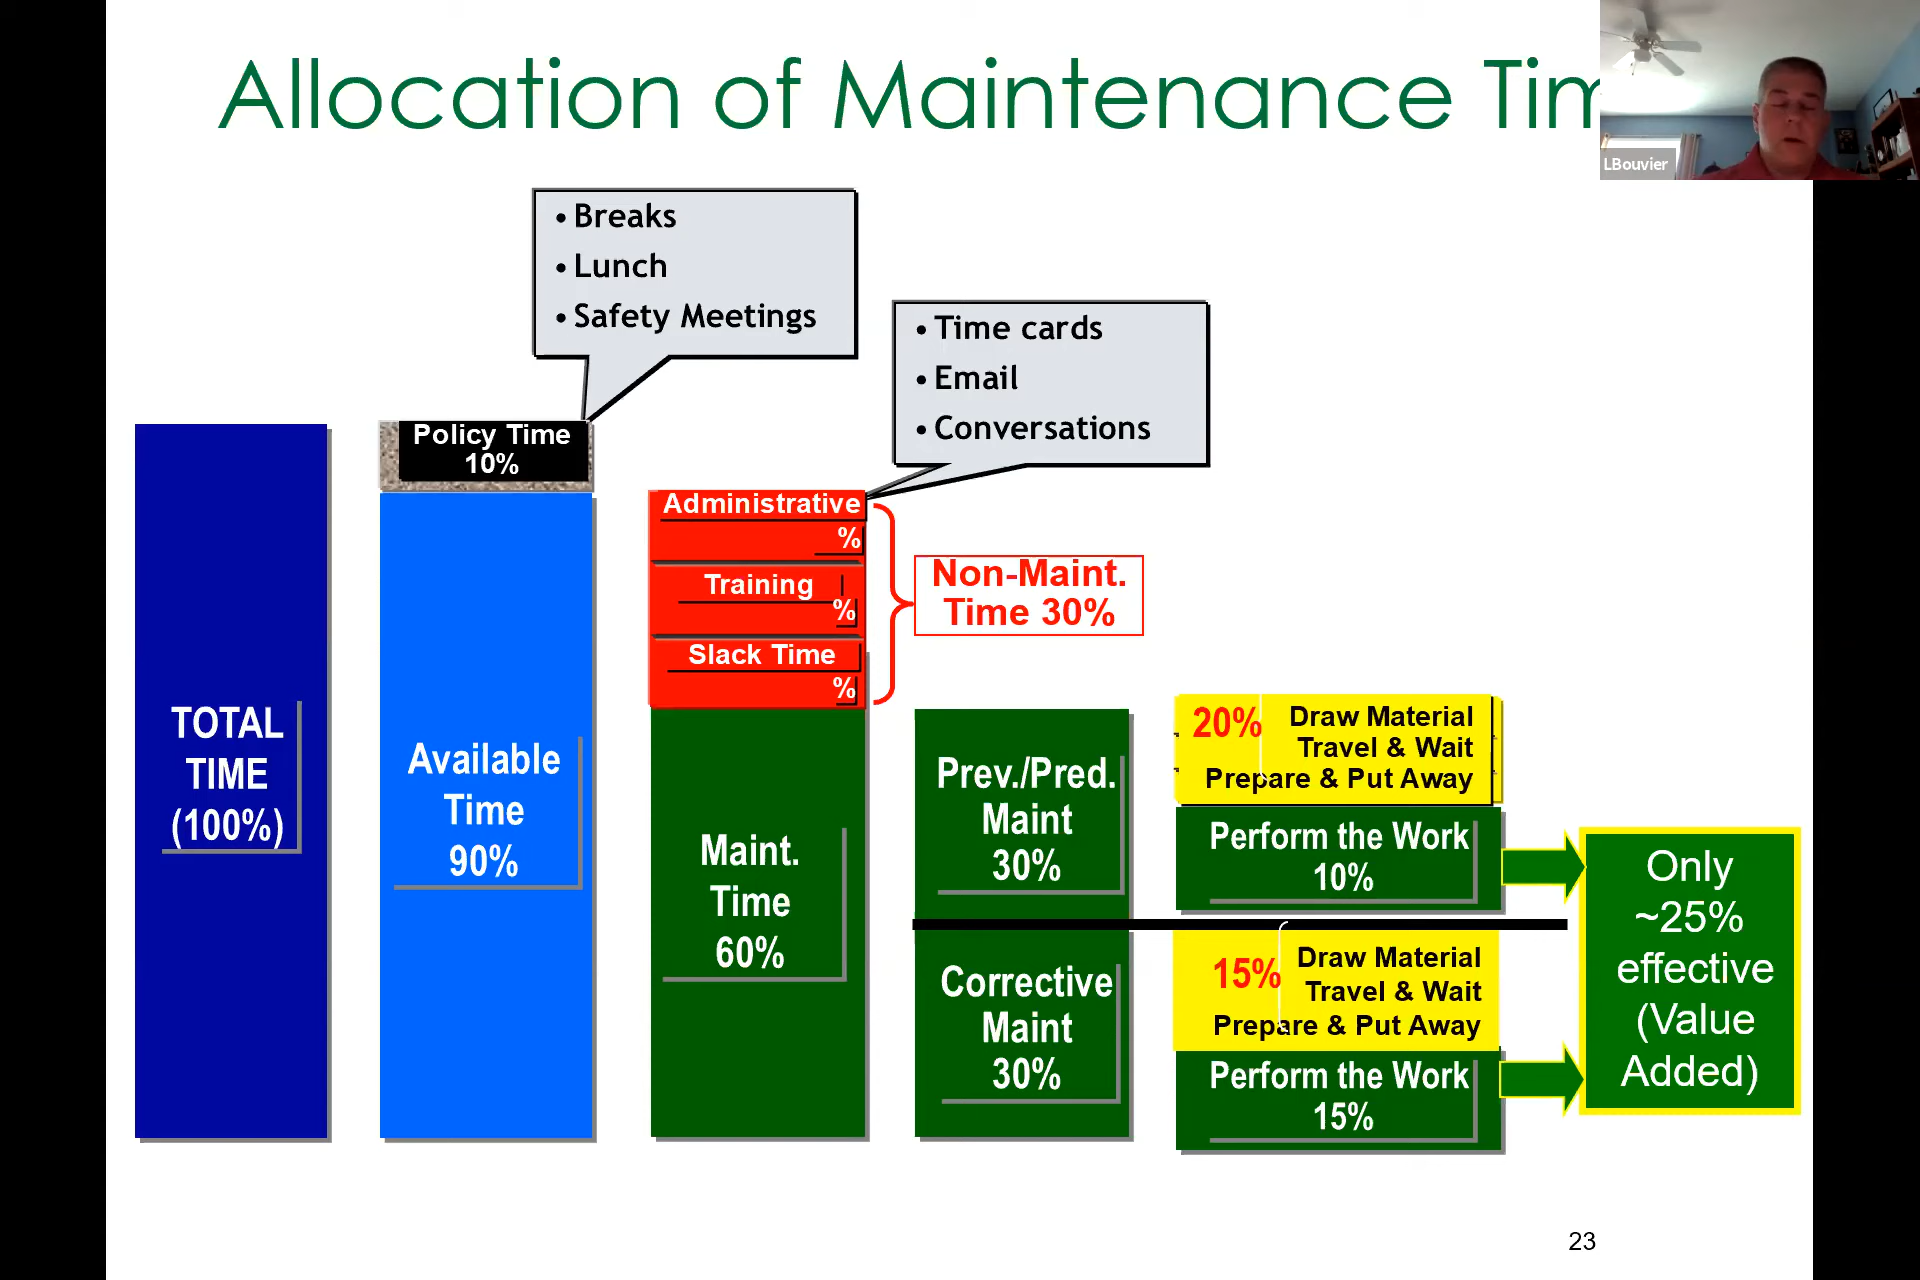 Allocation of Maintenance Tim
LBouvier
• Breaks
• Lunch
• Safety Meetings
• Time cards
• Email
• Conversations
Policy Time
10%
Administrative
%
Training
%
Slack Time
%
Non-Maint.
Time 30%
TOTAL
TIME
(100%)
Available
Time
90%
Maint.
Time
60%
Prev./Pred.
Maint
30%
Corrective
Maint
30%
20% Draw Material
Travel & Wait
Prepare & Put Away
Perform the Work
10%
15% Draw Material
Travel & Wait
Prepare & Put Away
Perform the Work
15%
Only
~25%
effective
(Value
Added)
23